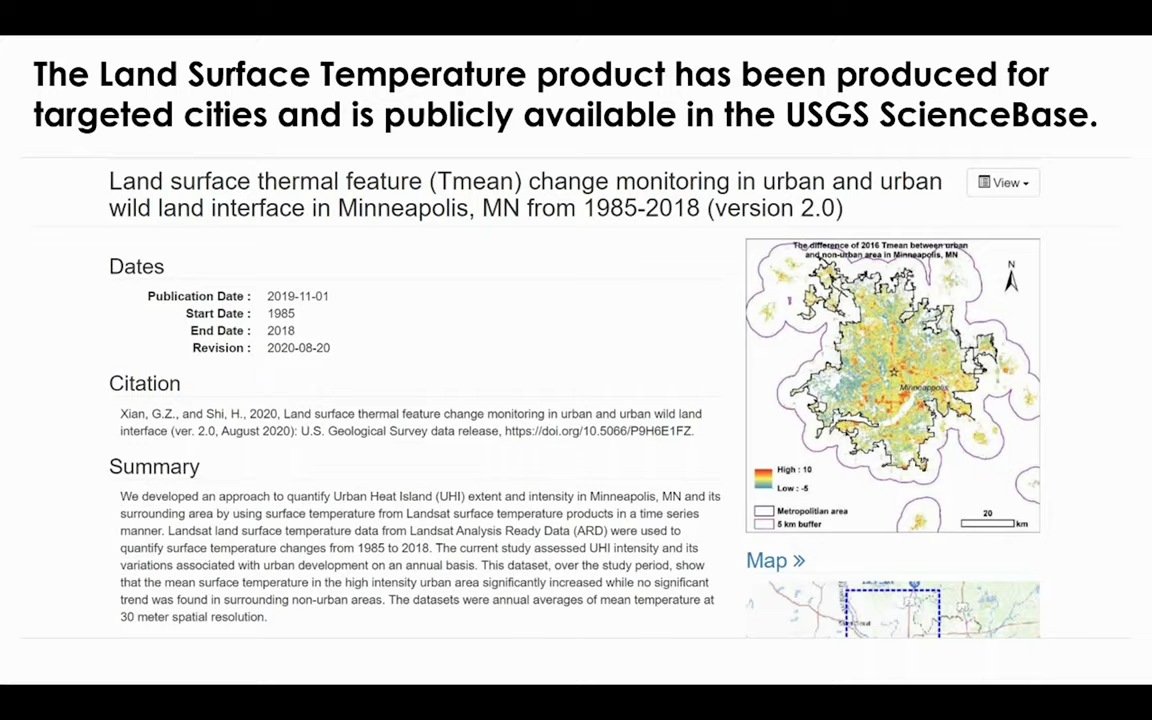 The Land Surface Temperature product has been produced for
targeted cities and is publicly available in the USGS ScienceBase.
Land surface thermal feature (Tmean) change monitoring in urban and urban
wild land interface in Minneapolis, MN from 1985-2018 (version 2.0)
View
Dates
Publication Date : 2019-11-01
Start Date : 1985
End Date : 2018
Revision : 2020-08-20
Citation
Xian, G.Z., and Shi, H., 2020, Land surface thermal feature change monitoring in urban and urban wild land
interface (ver. 2.0, August 2020): U.S. Geological Survey data release, https://doi.org/10.5066/P9H6E1FZ.
Summary
We developed an approach to quantify Urban Heat Island (UHI) extent and intensity in Minneapolis, MN and its
surrounding area by using surface temperature from Landsat surface temperature products in a time series
manner. Landsat land surface temperature data from Landsat Analysis Ready Data (ARD) were used to
quantify surface temperature changes from 1985 to 2018. The current study assessed UHI intensity and its
variations associated with urban development on an annual basis. This dataset, over the study period, show
that the mean surface temperature in the high intensity urban area significantly increased while no significant
trend was found in surrounding non-urban areas. The datasets were annual averages of mean temperature at
30 meter spatial resolution.
The difference of 2016 Tmean between urban
and non-urban area in Minneapolis, MN
N
Minneapolis
High : 10
Low : -5
Metropolitian area
5 km buffer
20
km
Map »